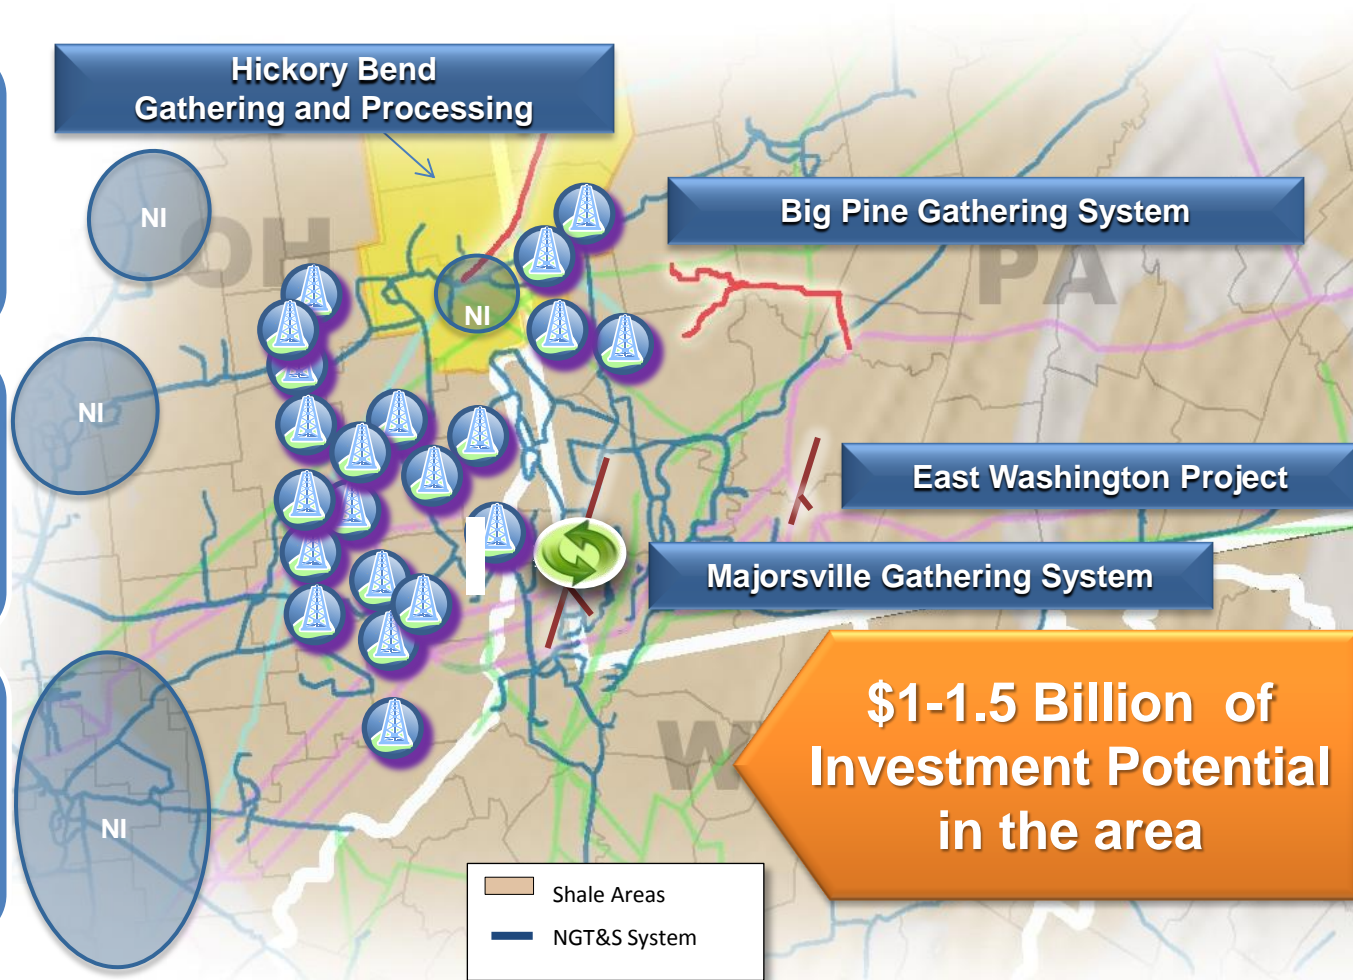 Hickory Bend
Gathering and Processing
NI
OH
Big Pine Gathering System
PA
NI
NI
East Washington Project
Majorsville Gathering System
$1-1.5 Billion of
Investment Potential
in the area
NI
Shale Areas
NGT&S System